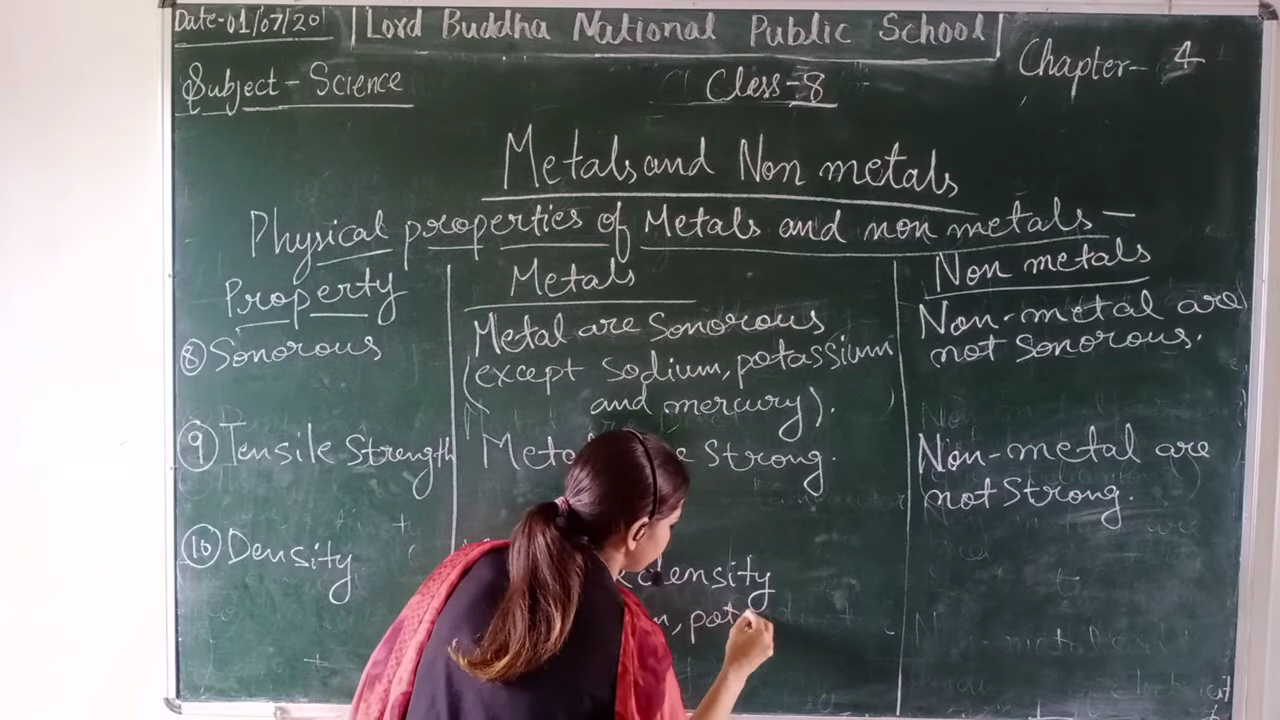 Date-01/07/20
Lord Buddha National Public School
Chapter- 4
Subject - Science
Class-8
Metals and Non metals
Physical properties of Metals and non metals -
Property
Metals
Non metals
⑧ Sonorous
Metal are Sonorous
(except Sodium, potassium
and mercury).
Non-metal are
not Sonorous.
⑨ Tensile Strength
Strong.
Non-metal are
not Strong.
⑩ Density
density